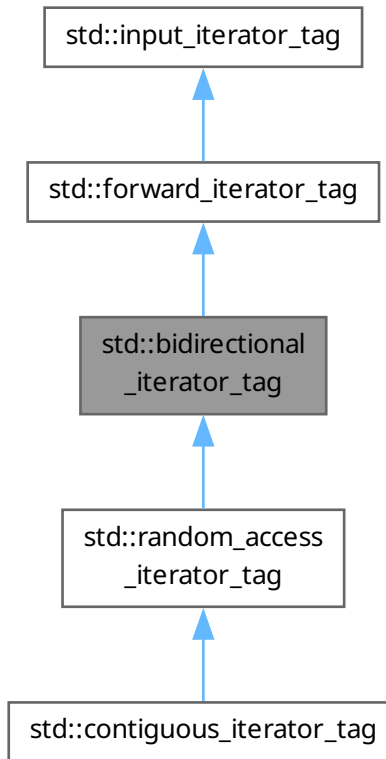 std::input_iterator_tag
std::forward_iterator_tag
std::bidirectional
_iterator_tag
std::random_access
_iterator_tag
std::contiguous_iterator_tag